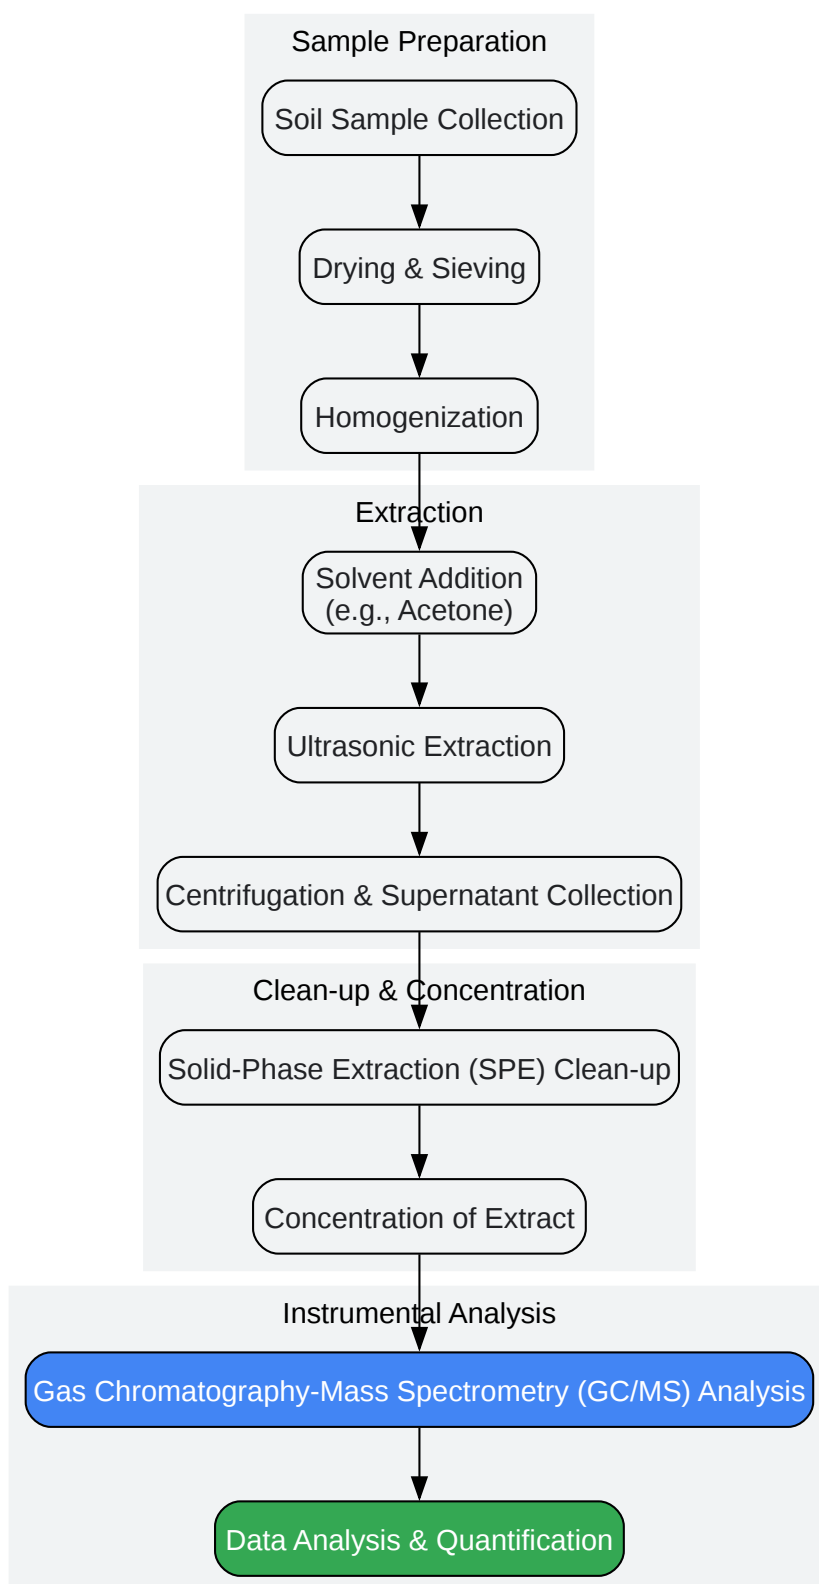 Sample Preparation
Soil Sample Collection
Drying & Sieving
Homogenization
Extraction
Solvent Addition
(e.g., Acetone)
Ultrasonic Extraction
Centrifugation & Supernatant Collection
Clean-up & Concentration
Solid-Phase Extraction (SPE) Clean-up
Concentration of Extract
Instrumental Analysis
Gas Chromatography-Mass Spectrometry (GC/MS) Analysis
Data Analysis & Quantification